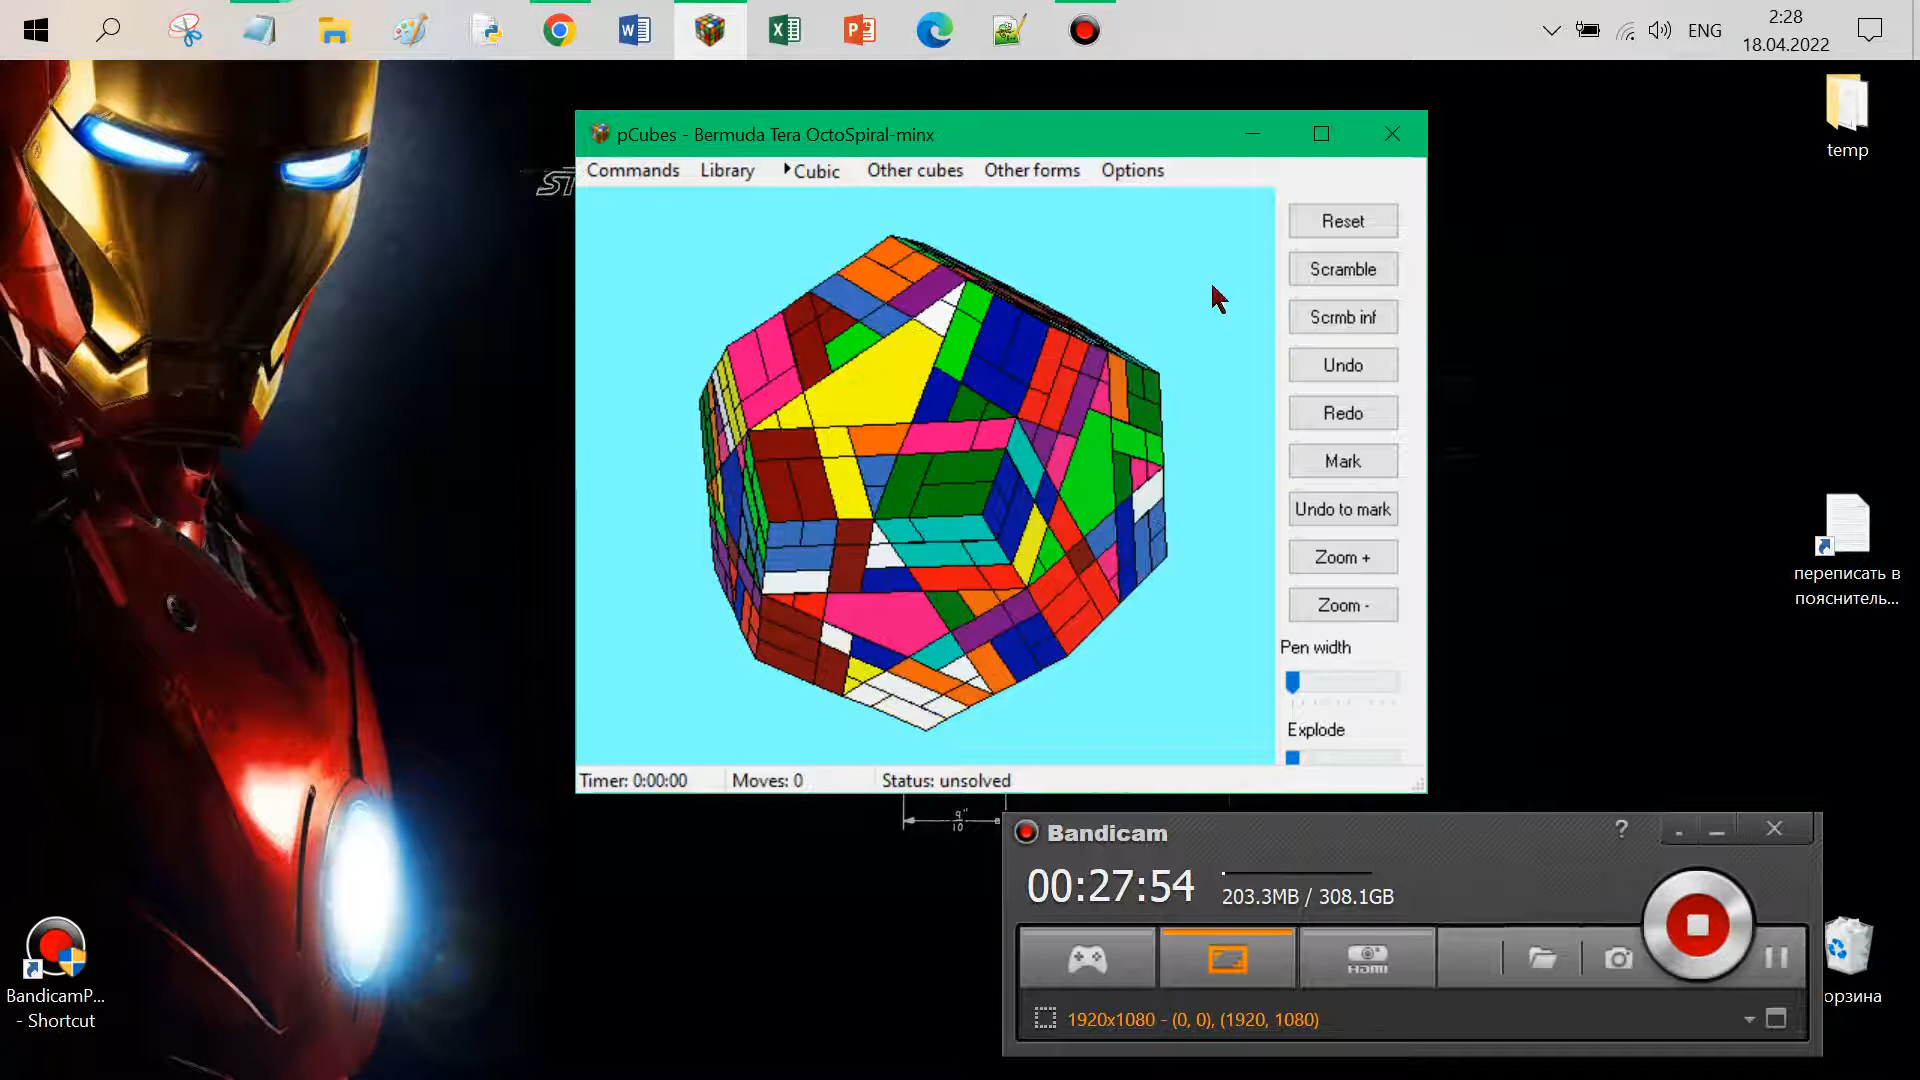 ENG
2:28
18.04.2022
temp
pCubes - Bermuda Tera OctoSpiral-minx
Commands Library Cubic Other cubes Other forms Options
Reset
Scramble
Scrmb inf
Undo
Redo
Mark
Undo to mark
Zoom +
Zoom -
Pen width
Explode
Timer: 0:00:00 Moves: 0 Status: unsolved
переписать в
пояснитель...
Bandicam
00:27:54
203.3MB / 308.1GB
HDMI
1920x1080 - (0, 0), (1920, 1080)
BandicamP...
- Shortcut
орзина